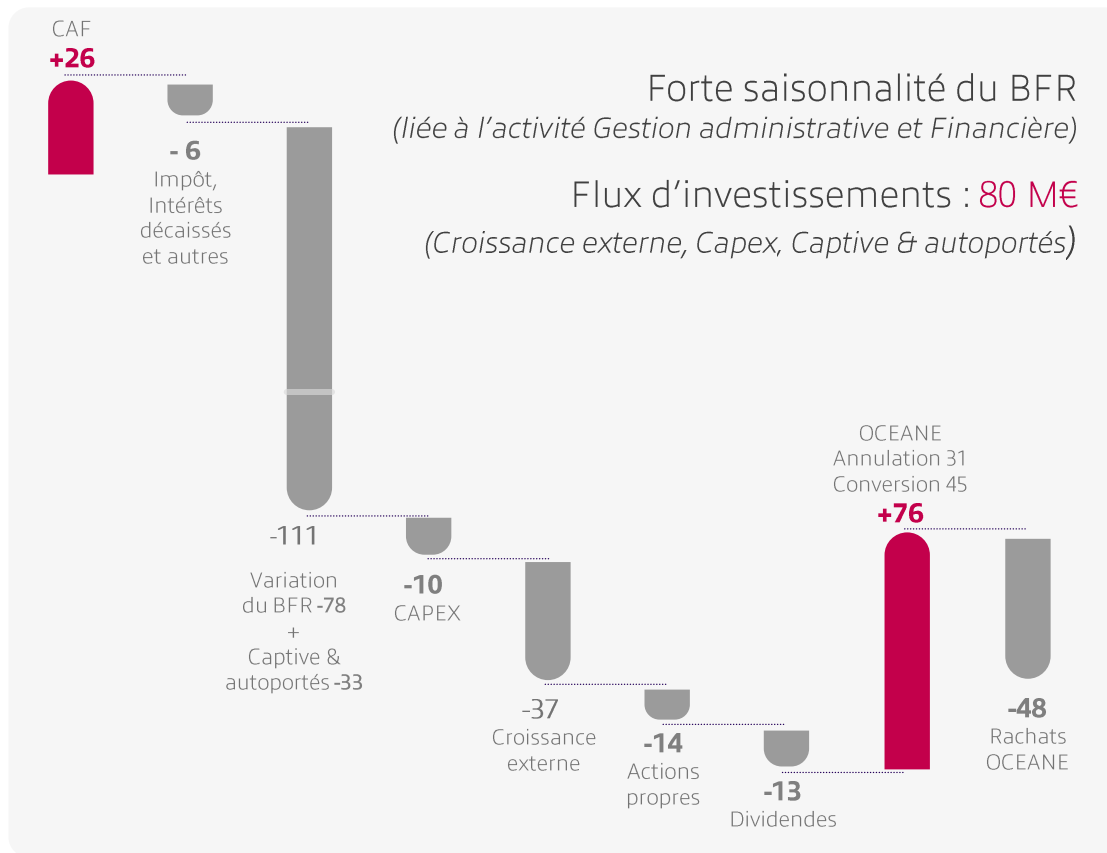 CAF
+26
Forte saisonnalité du BFR
(liée à l’activité Gestion administrative et Financière)
Flux d’investissements : 80 M€
(Croissance externe, Capex, Captive & autoportés)
- 6
Impôt,
Intérêts
décaissés
et autres
-111
Variation
du BFR -78
+
Captive &
autoportés -33
-10
CAPEX
-37
Croissance
externe
-14
Actions
propres
-13
Dividendes
OCEANE
Annulation 31
Conversion 45
+76
-48
Rachats
OCEANE